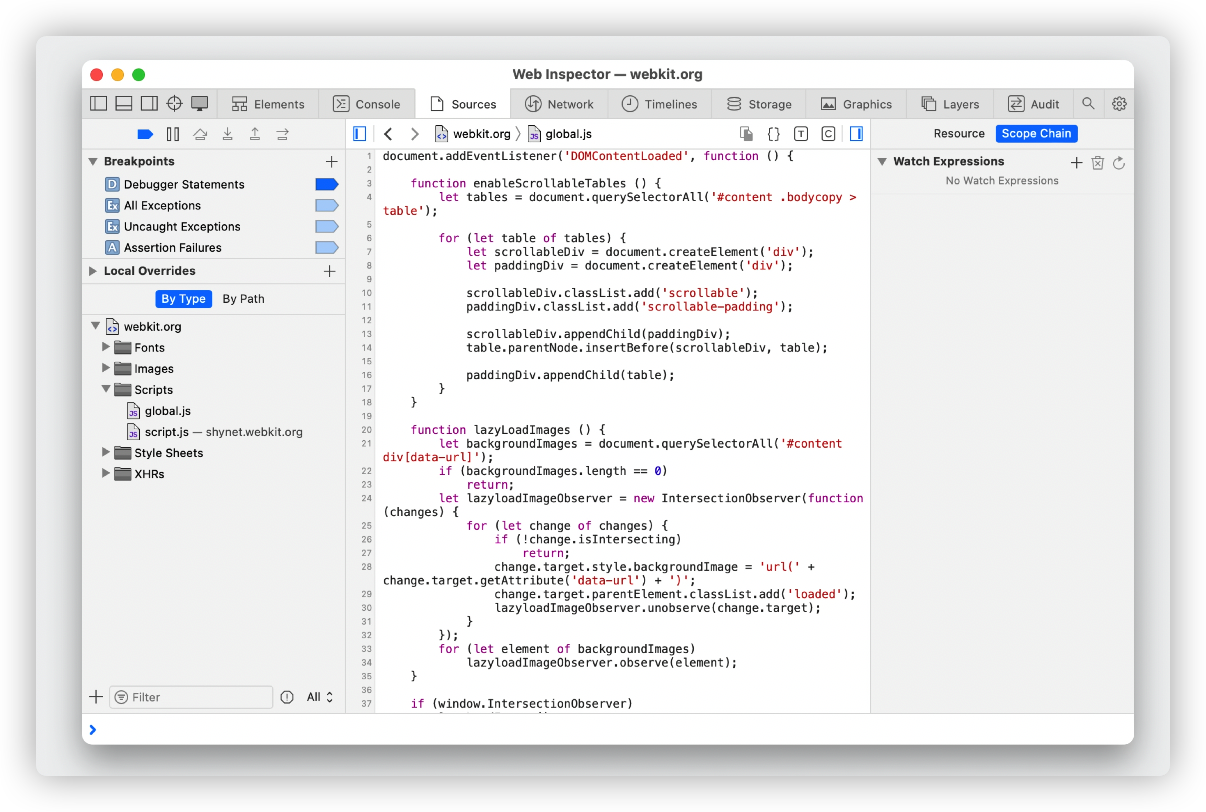 Web Inspector — webkit.org
Elements
Console
Sources
Network
Timelines
Storage
Graphics
Layers
Audit
webkit.org
global.js
Resource
Scope Chain
Breakpoints
Debugger Statements
All Exceptions
Uncaught Exceptions
Assertion Failures
Local Overrides
By Type
By Path
webkit.org
Fonts
Images
Scripts
global.js
script.js — shynet.webkit.org
Style Sheets
XHRs
Filter
All
1 document.addEventListener('DOMContentLoaded', function () {
2
3 function enableScrollableTables () {
4 let tables = document.querySelectorAll('#content .bodycopy >
table');
5
6 for (let table of tables) {
7 let scrollableDiv = document.createElement('div');
8 let paddingDiv = document.createElement('div');
9
10 scrollableDiv.classList.add('scrollable');
11 paddingDiv.classList.add('scrollable-padding');
12
13 scrollableDiv.appendChild(paddingDiv);
14 table.parentNode.insertBefore(scrollableDiv, table);
15
16 paddingDiv.appendChild(table);
17 }
18 }
19
20 function lazyLoadImages () {
21 let backgroundImages = document.querySelectorAll('#content
div[data-url]');
22 if (backgroundImages.length == 0)
23 return;
24 let lazyloadImageObserver = new IntersectionObserver(function
(changes) {
25 for (let change of changes) {
26 if (!change.isIntersecting)
27 return;
28 change.target.style.backgroundImage = 'url(' +
change.target.getAttribute('data-url') + ')';
29 change.target.parentElement.classList.add('loaded');
30 lazyloadImageObserver.unobserve(change.target);
31 }
32 });
33 for (let element of backgroundImages)
34 lazyloadImageObserver.observe(element);
35 }
36
37 if (window.IntersectionObserver)
Watch Expressions
No Watch Expressions